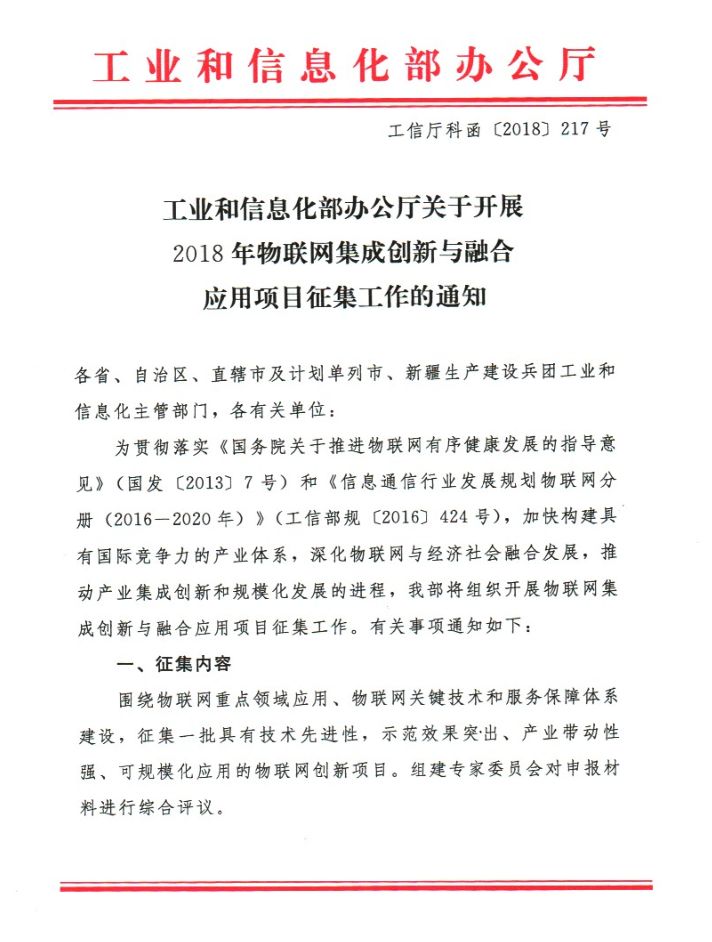 工业和信息化部办公厅
工信厅科函〔2018〕217 号
工业和信息化部办公厅关于开展
2018 年物联网集成创新与融合
应用项目征集工作的通知
各省、自治区、直辖市及计划单列市、新疆生产建设兵团工业和
信息化主管部门，各有关单位：
为贯彻落实《国务院关于推进物联网有序健康发展的指导意
见》（国发〔2013〕7 号）和《信息通信行业发展规划物联网分
册（2016－2020 年）》（工信部规〔2016〕424 号），加快构建具
有国际竞争力的产业体系，深化物联网与经济社会融合发展，推
动产业集成创新和规模化发展的进程，我部将组织开展物联网集
成创新与融合应用项目征集工作。有关事项通知如下：
一、征集内容
围绕物联网重点领域应用、物联网关键技术和服务保障体系
建设，征集一批具有技术先进性，示范效果突出、产业带动性
强、可规模化应用的物联网创新项目。组建专家委员会对申报材
料进行综合评议。